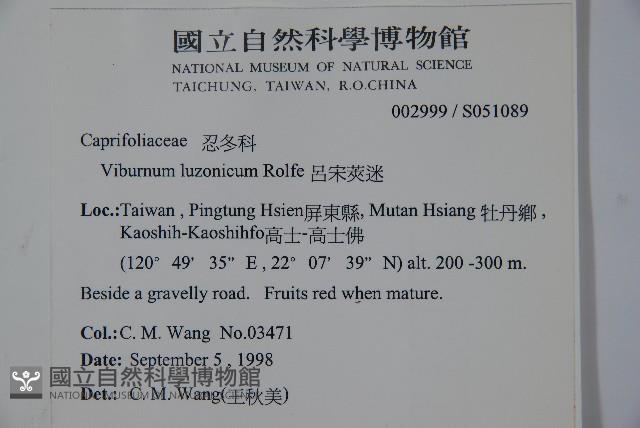 國立自然科學博物館
NATIONAL MUSEUM OF NATURAL SCIENCE
TAICHUNG, TAIWAN, R.O.CHINA
002999 / S051089
Caprifoliaceae 忍冬科
Viburnum luzonicum Rolfe 呂宋莢迷
Loc.:Taiwan , Pingtung Hsien屏東縣, Mutan Hsiang 牡丹鄉 ,
Kaoshih-Kaoshihfo高士-高士佛
(120° 49' 35" E , 22° 07' 39" N) alt. 200 -300 m.
Beside a gravelly road. Fruits red when mature.
Col.:C. M. Wang No.03471
Date: September 5 , 1998
國立自然科學博物館
NATIONAL MUSEUM OF NATURAL SCIENCE
Det.: C. M. Wang(王秋美)